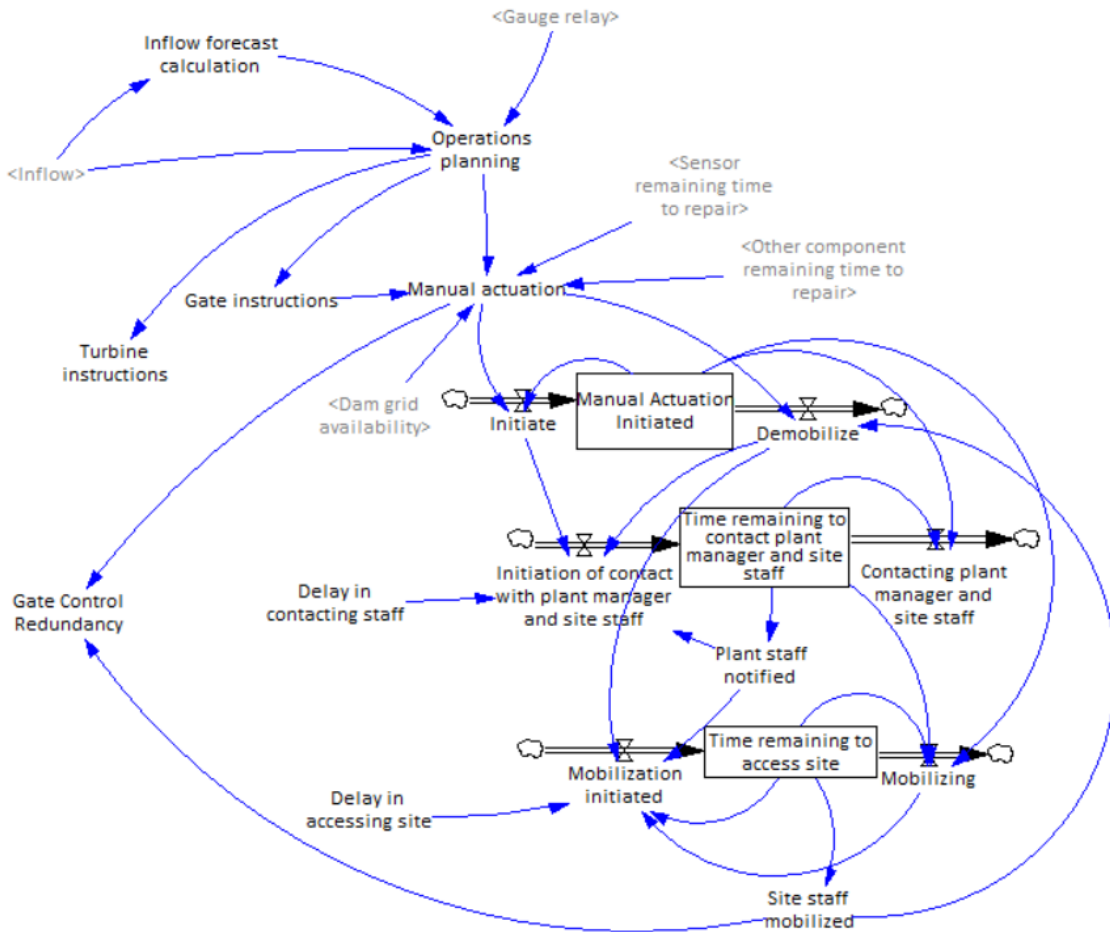 <Gauge relay>
Inflow forecast
calculation
Operations
planning
<Inflow>
<Sensor
remaining time
to repair>
<Other component
remaining time to
repair>
Gate instructions
Manual actuation
Turbine
instructions
<Dam grid
availability>
Initiate
Manual Actuation
Initiated
Demobilize
Time remaining to
contact plant
manager and site
staff
Initiation of contact
with plant manager
and site staff
Contacting plant
manager and
site staff
Delay in
contacting staff
Gate Control
Redundancy
Plant staff
notified
Time remaining to
access site
Mobilization
initiated
Mobilizing
Delay in
accessing site
Site staff
mobilized